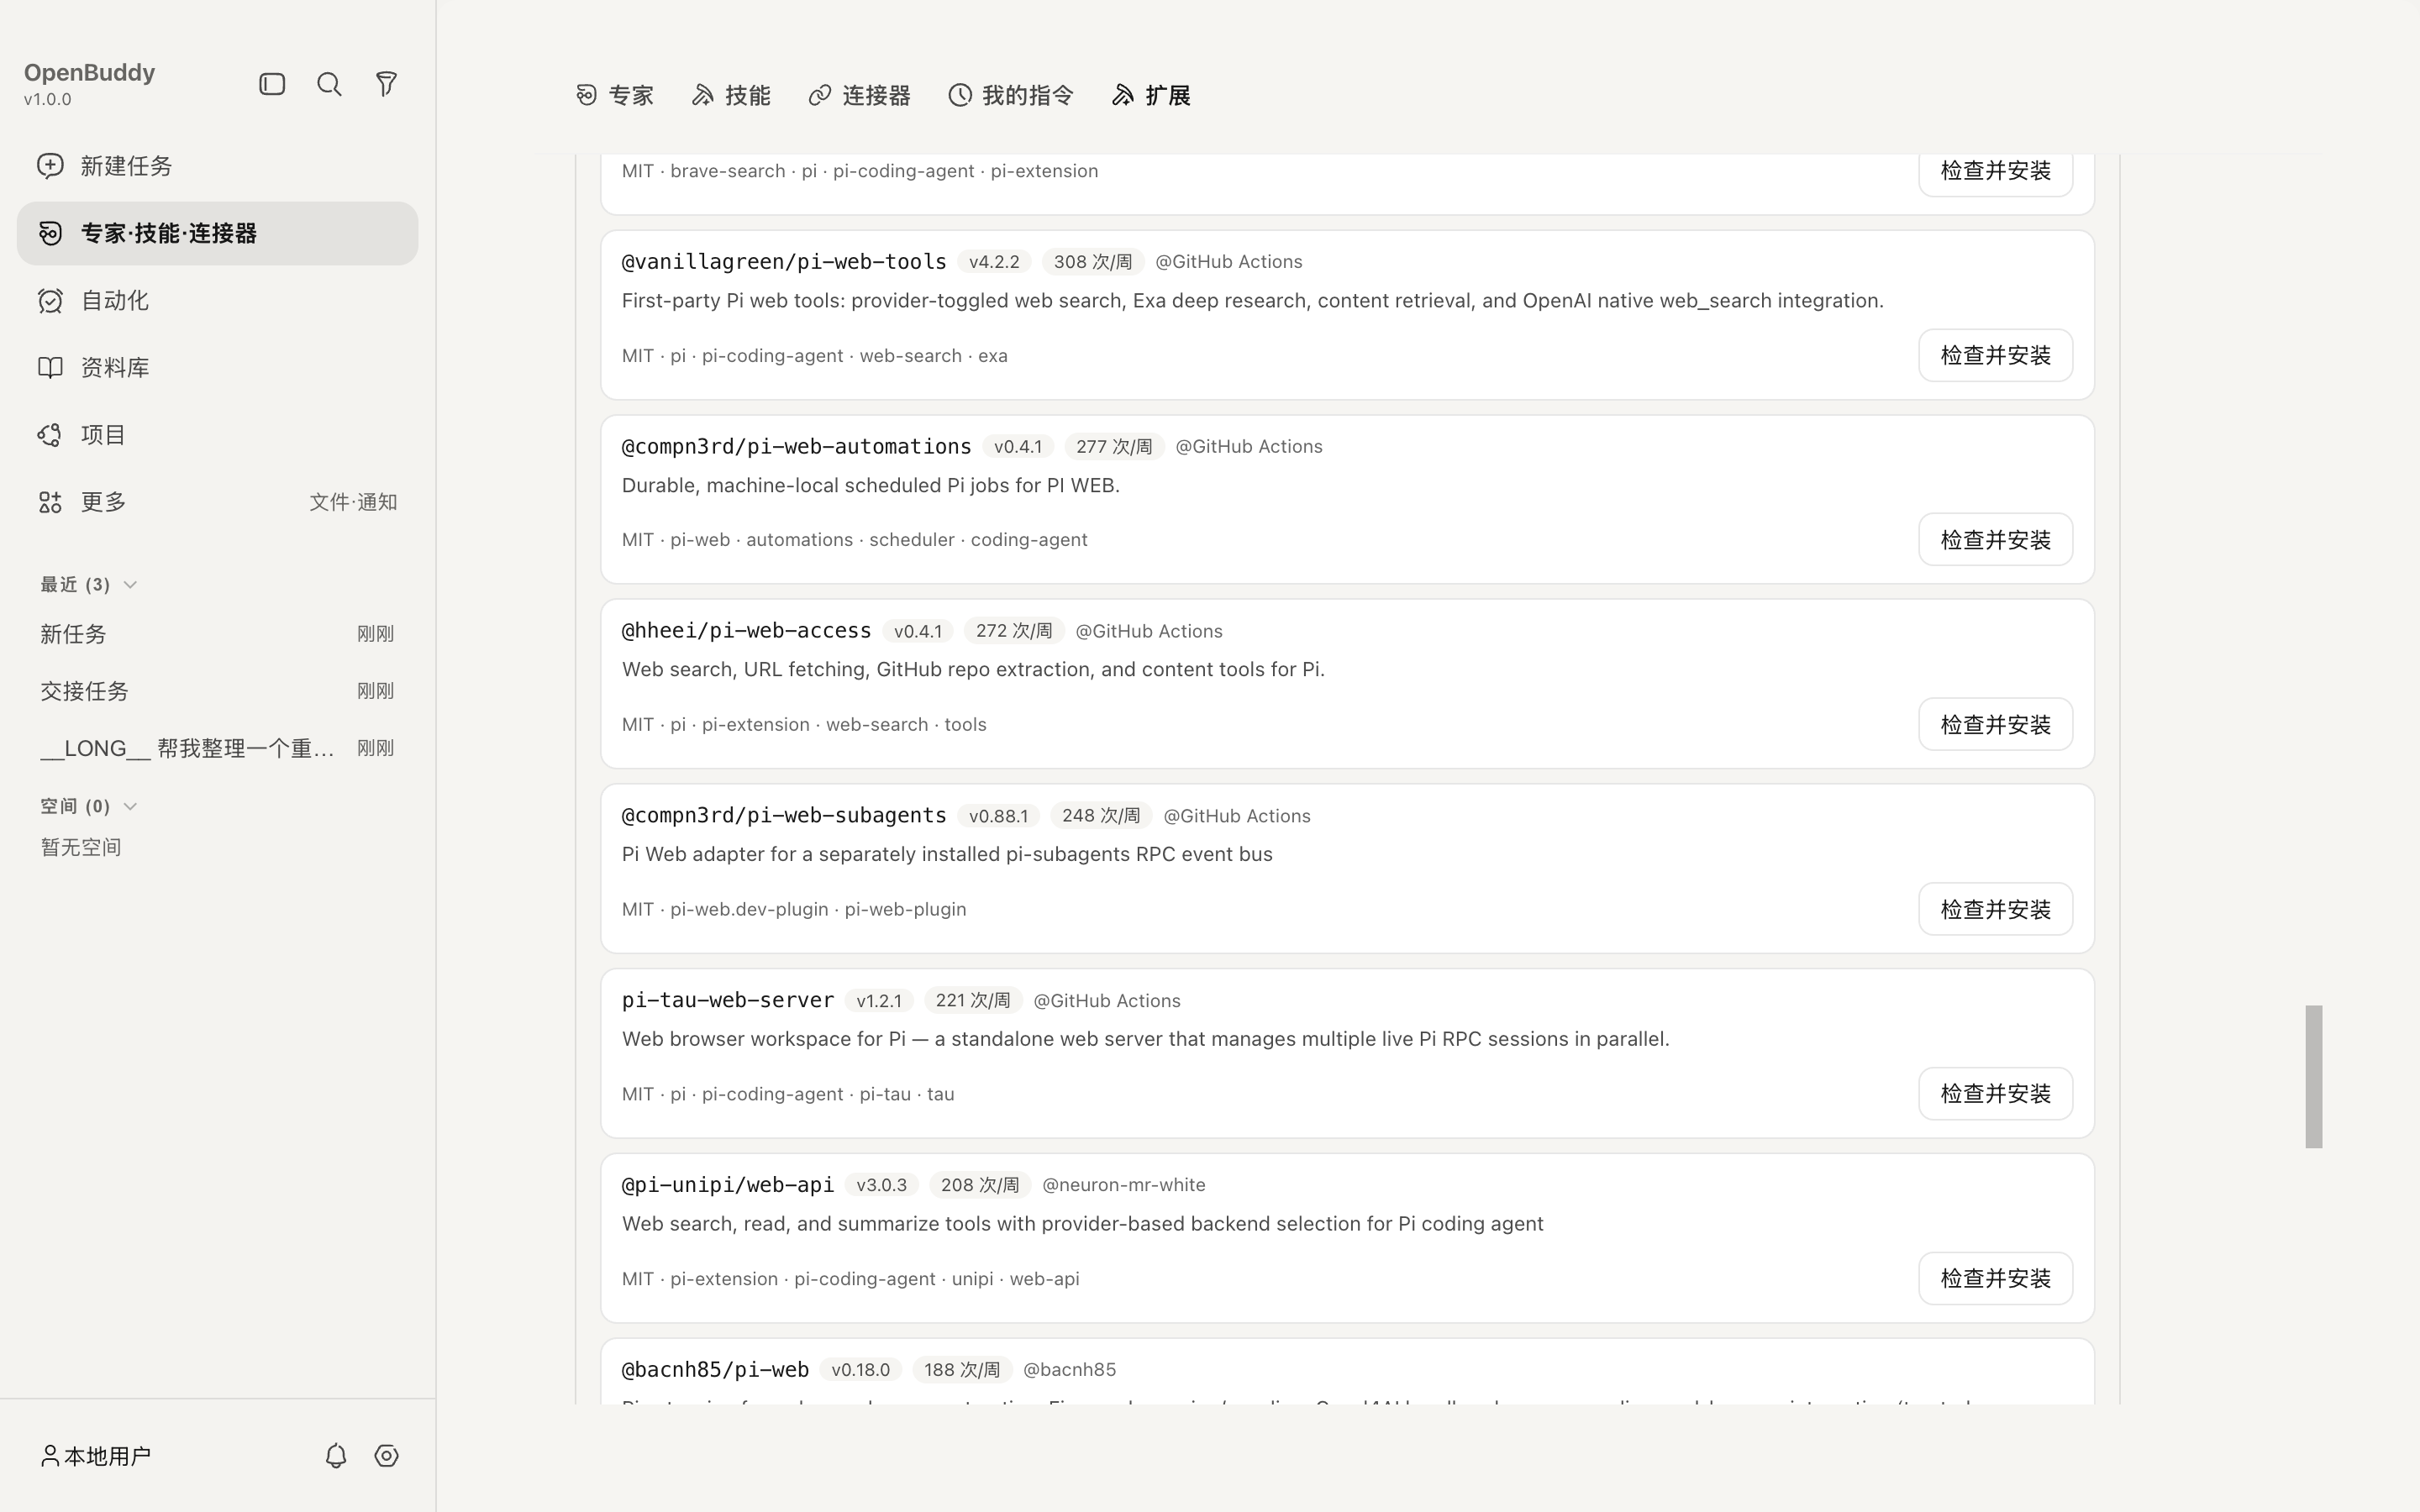 OpenBuddy
v1.0.0
新建任务
专家·技能·连接器
自动化
资料库
项目
更多 文件·通知
最近 (3)
新任务 刚刚
交接任务 刚刚
__LONG__ 帮我整理一个重... 刚刚
空间 (0)
暂无空间
本地用户
专家 技能 连接器 我的指令 扩展
MIT · brave-search · pi · pi-coding-agent · pi-extension 检查并安装
@vanillagreen/pi-web-tools v4.2.2 308 次/周 @GitHub Actions
First-party Pi web tools: provider-toggled web search, Exa deep research, content retrieval, and OpenAI native web_search integration.
MIT · pi · pi-coding-agent · web-search · exa 检查并安装
@compn3rd/pi-web-automations v0.4.1 277 次/周 @GitHub Actions
Durable, machine-local scheduled Pi jobs for PI WEB.
MIT · pi-web · automations · scheduler · coding-agent 检查并安装
@hheei/pi-web-access v0.4.1 272 次/周 @GitHub Actions
Web search, URL fetching, GitHub repo extraction, and content tools for Pi.
MIT · pi · pi-extension · web-search · tools 检查并安装
@compn3rd/pi-web-subagents v0.88.1 248 次/周 @GitHub Actions
Pi Web adapter for a separately installed pi-subagents RPC event bus
MIT · pi-web.dev-plugin · pi-web-plugin 检查并安装
pi-tau-web-server v1.2.1 221 次/周 @GitHub Actions
Web browser workspace for Pi — a standalone web server that manages multiple live Pi RPC sessions in parallel.
MIT · pi · pi-coding-agent · pi-tau · tau 检查并安装
@pi-unipi/web-api v3.0.3 208 次/周 @neuron-mr-white
Web search, read, and summarize tools with provider-based backend selection for Pi coding agent
MIT · pi-extension · pi-coding-agent · unipi · web-api 检查并安装
@bacnh85/pi-web v0.18.0 188 次/周 @bacnh85